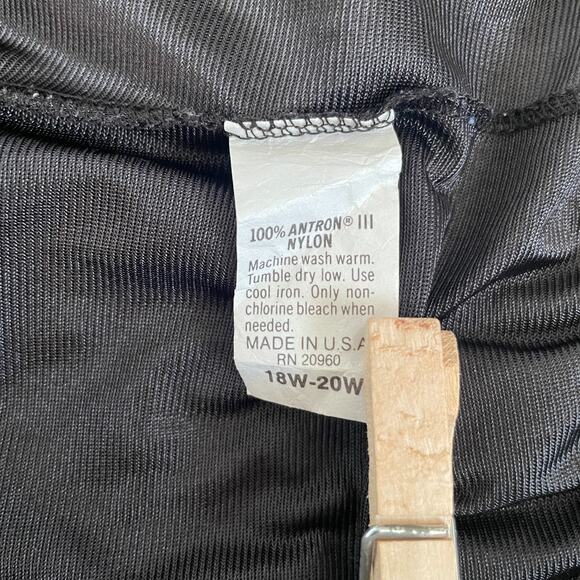 100% ANTRON® III
NYLON
Machine wash warm.
Tumble dry low. Use
cool iron. Only non-
chlorine bleach when
needed.
MADE IN U.S.A
RN 20960
18W-20W